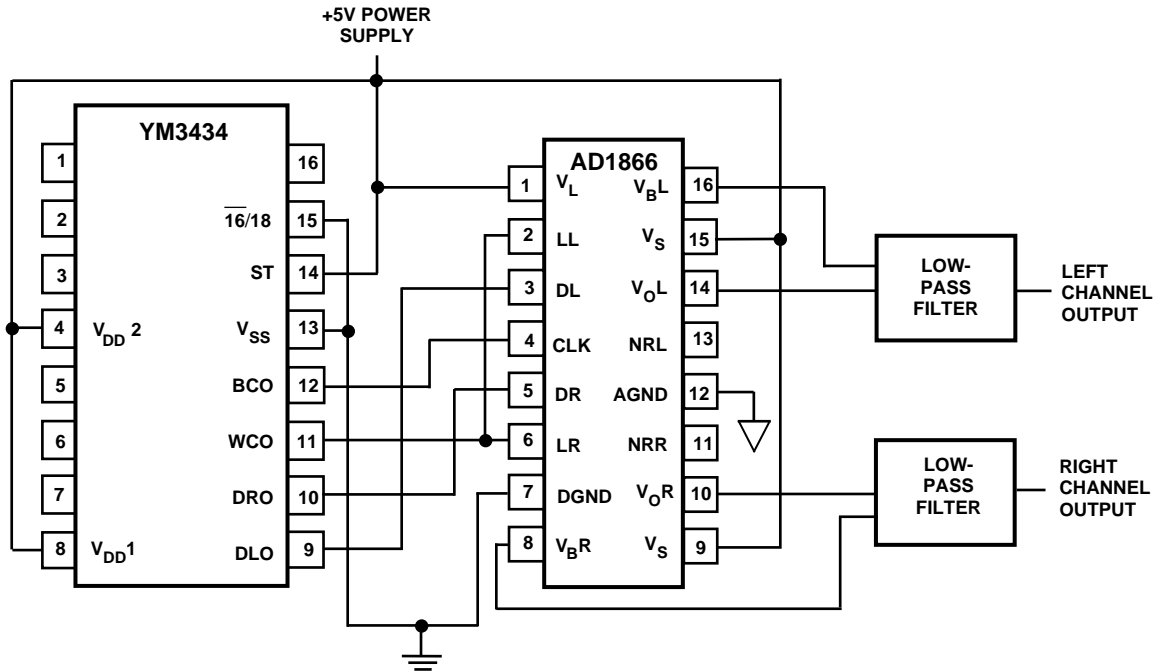 +5V POWER
SUPPLY
YM3434
1
2
3
4
5
6
7
8
V_DD 2
V_DD1
16
15
14
13
12
11
10
9
16/18
ST
V_SS
BCO
WCO
DRO
DLO
AD1866
1
2
3
4
5
6
7
8
V_L
LL
DL
CLK
DR
LR
DGND
V_BR
V_BL
V_S
V_OL
NRL
AGND
NRR
V_OR
V_S
16
15
14
13
12
11
10
9
LOW-
PASS
FILTER
LEFT
CHANNEL
OUTPUT
LOW-
PASS
FILTER
RIGHT
CHANNEL
OUTPUT